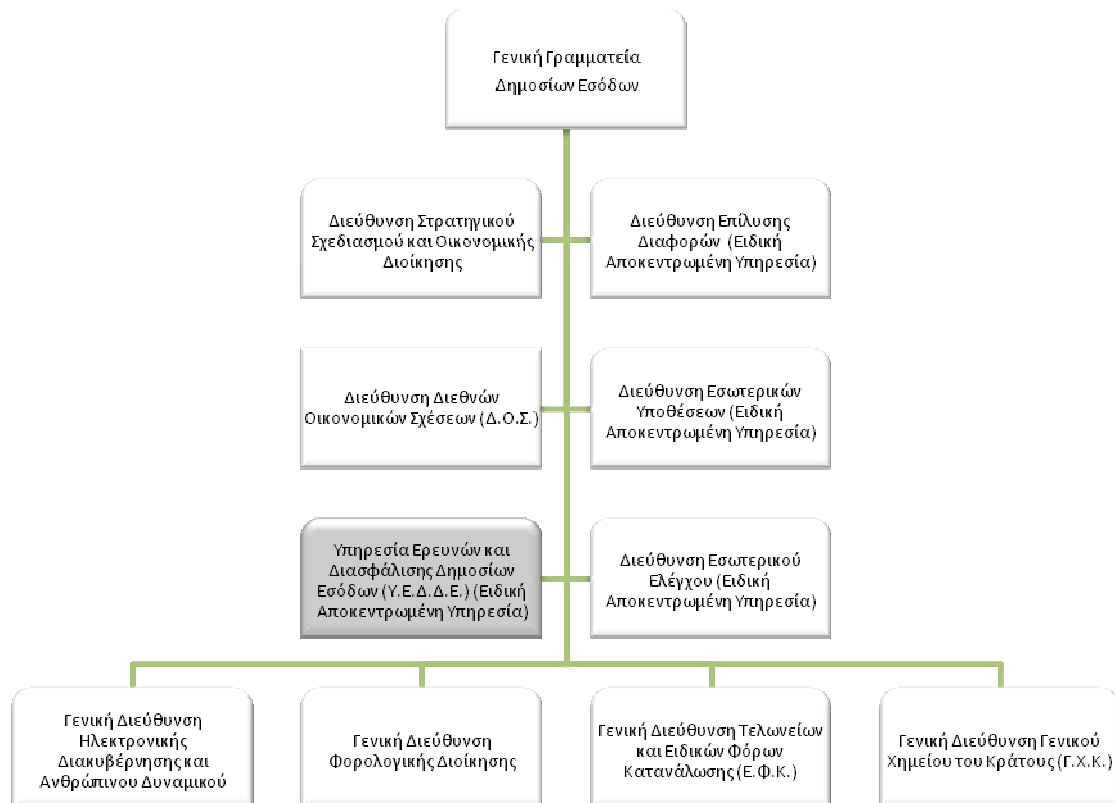 Γενική Γραμματεία
Δημοσίων Εσόδων
Διεύθυνση Στρατηγικού
Σχεδιασμού και Οικονομικής
Διοίκησης
Διεύθυνση Επίλυσης
Διαφορών (Ειδική
Αποκεντρωμένη Υπηρεσία)
Διεύθυνση Διεθνών
Οικονομικών Σχέσεων (Δ.Ο.Σ.)
Διεύθυνση Εσωτερικών
Υποθέσεων (Ειδική
Αποκεντρωμένη Υπηρεσία)
Υπηρεσία Ερευνών και
Διασφάλισης Δημοσίων
Εσόδων (Υ.Ε.Δ.Δ.Ε.) (Ειδική
Αποκεντρωμένη Υπηρεσία)
Διεύθυνση Εσωτερικού
Ελέγχου (Ειδική
Αποκεντρωμένη Υπηρεσία)
Γενική Διεύθυνση
Ηλεκτρονικής
Διακυβέρνησης και
Ανθρώπινου Δυναμικού
Γενική Διεύθυνση
Φορολογικής Διοίκησης
Γενική Διεύθυνση Τελωνείων
και Ειδικών Φόρων
Κατανάλωσης (Ε.Φ.Κ.)
Γενική Διεύθυνση Γενικού
Χημείου του Κράτους (Γ.Χ.Κ.)